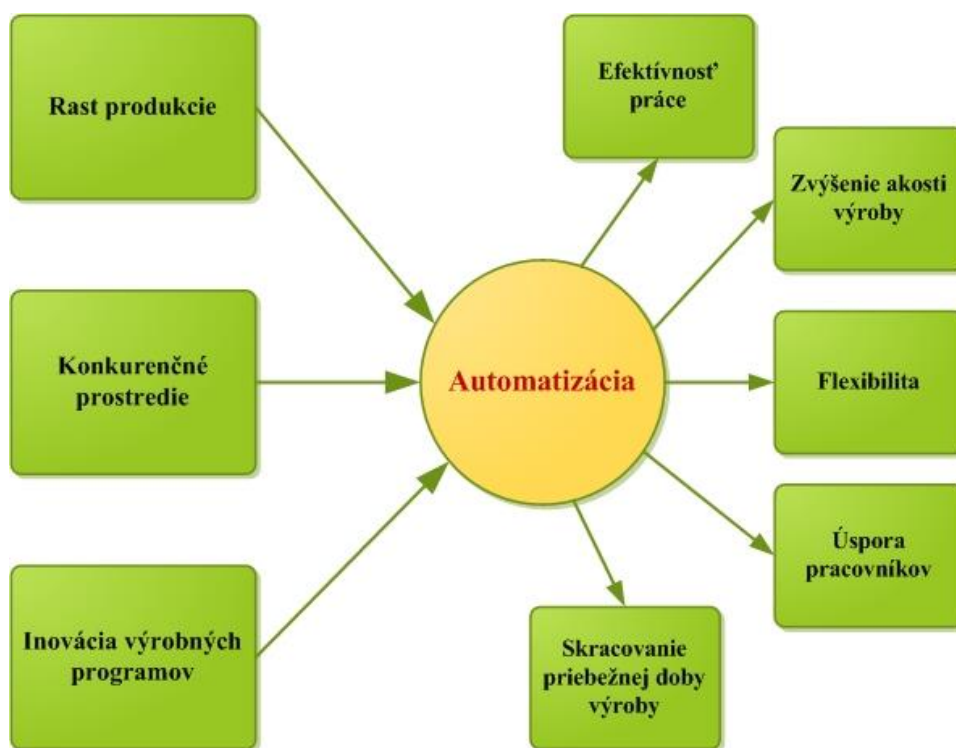 Rast produkcie
Konkurenčné
prostredie
Inovácia výrobných
programov
Automatizácia
Efektívnosť
práce
Zvýšenie akosti
výroby
Flexibilita
Úspora
pracovníkov
Skracovanie
priebežnej doby
výroby